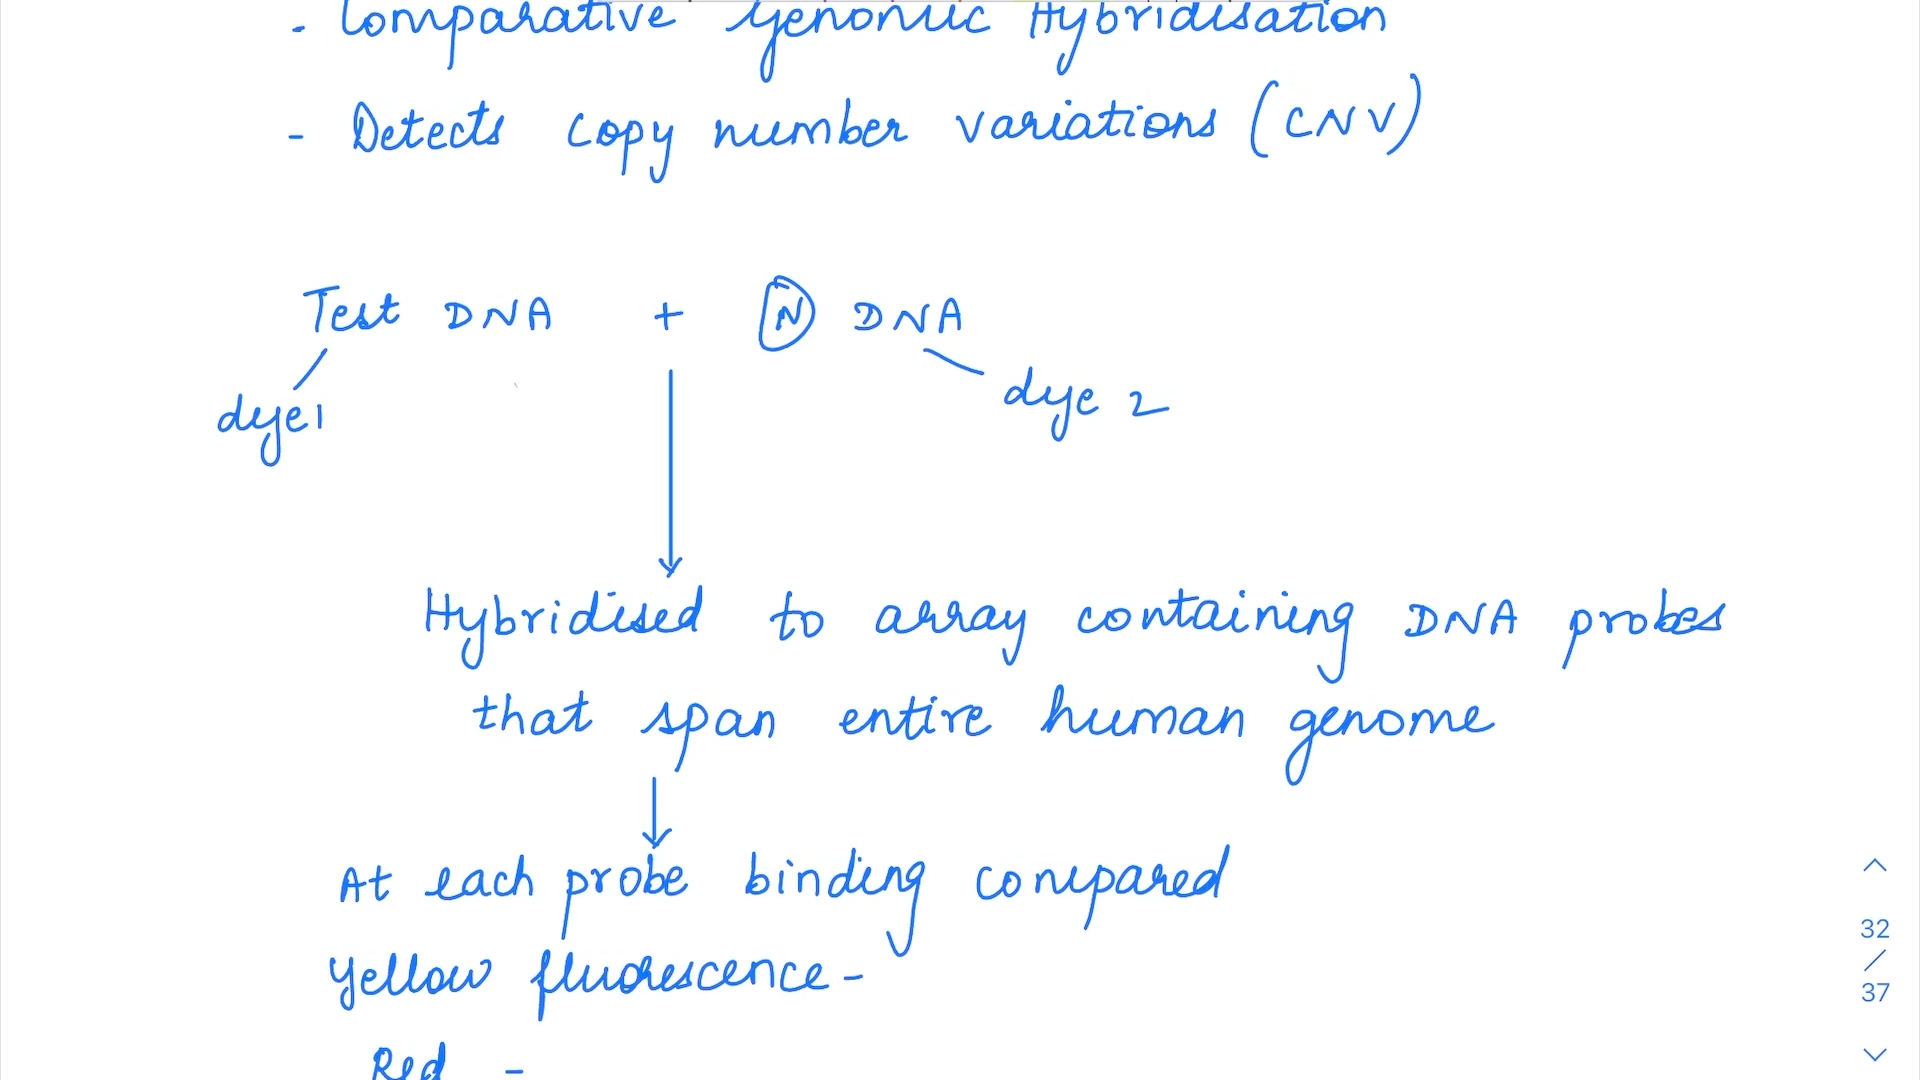 - Comparative Genomic Hybridisation
- Detects copy number variations (CNV)
Test DNA + N DNA
dye1
dye 2
Hybridised to array containing DNA probes
that span entire human genome
At each probe binding compared
Yellow fluorescence -
Red -
32
/
37